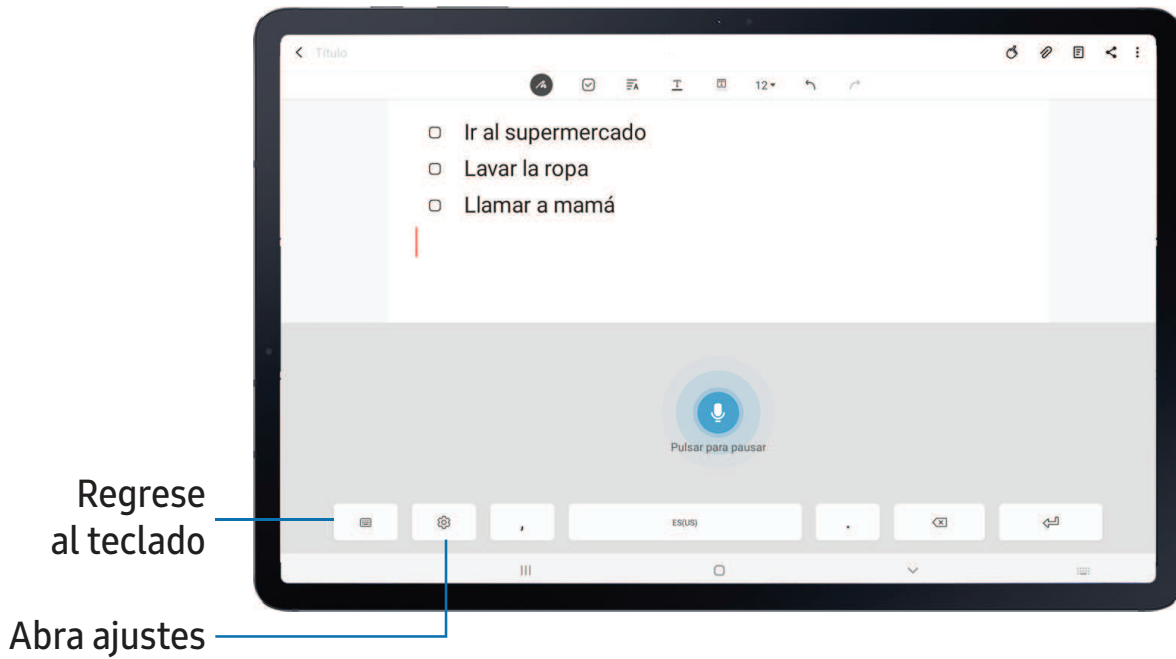 Título
12
Ir al supermercado
Lavar la ropa
Llamar a mamá
Pulsar para pausar
Regrese
al teclado
, ES(US) .
Abra ajustes